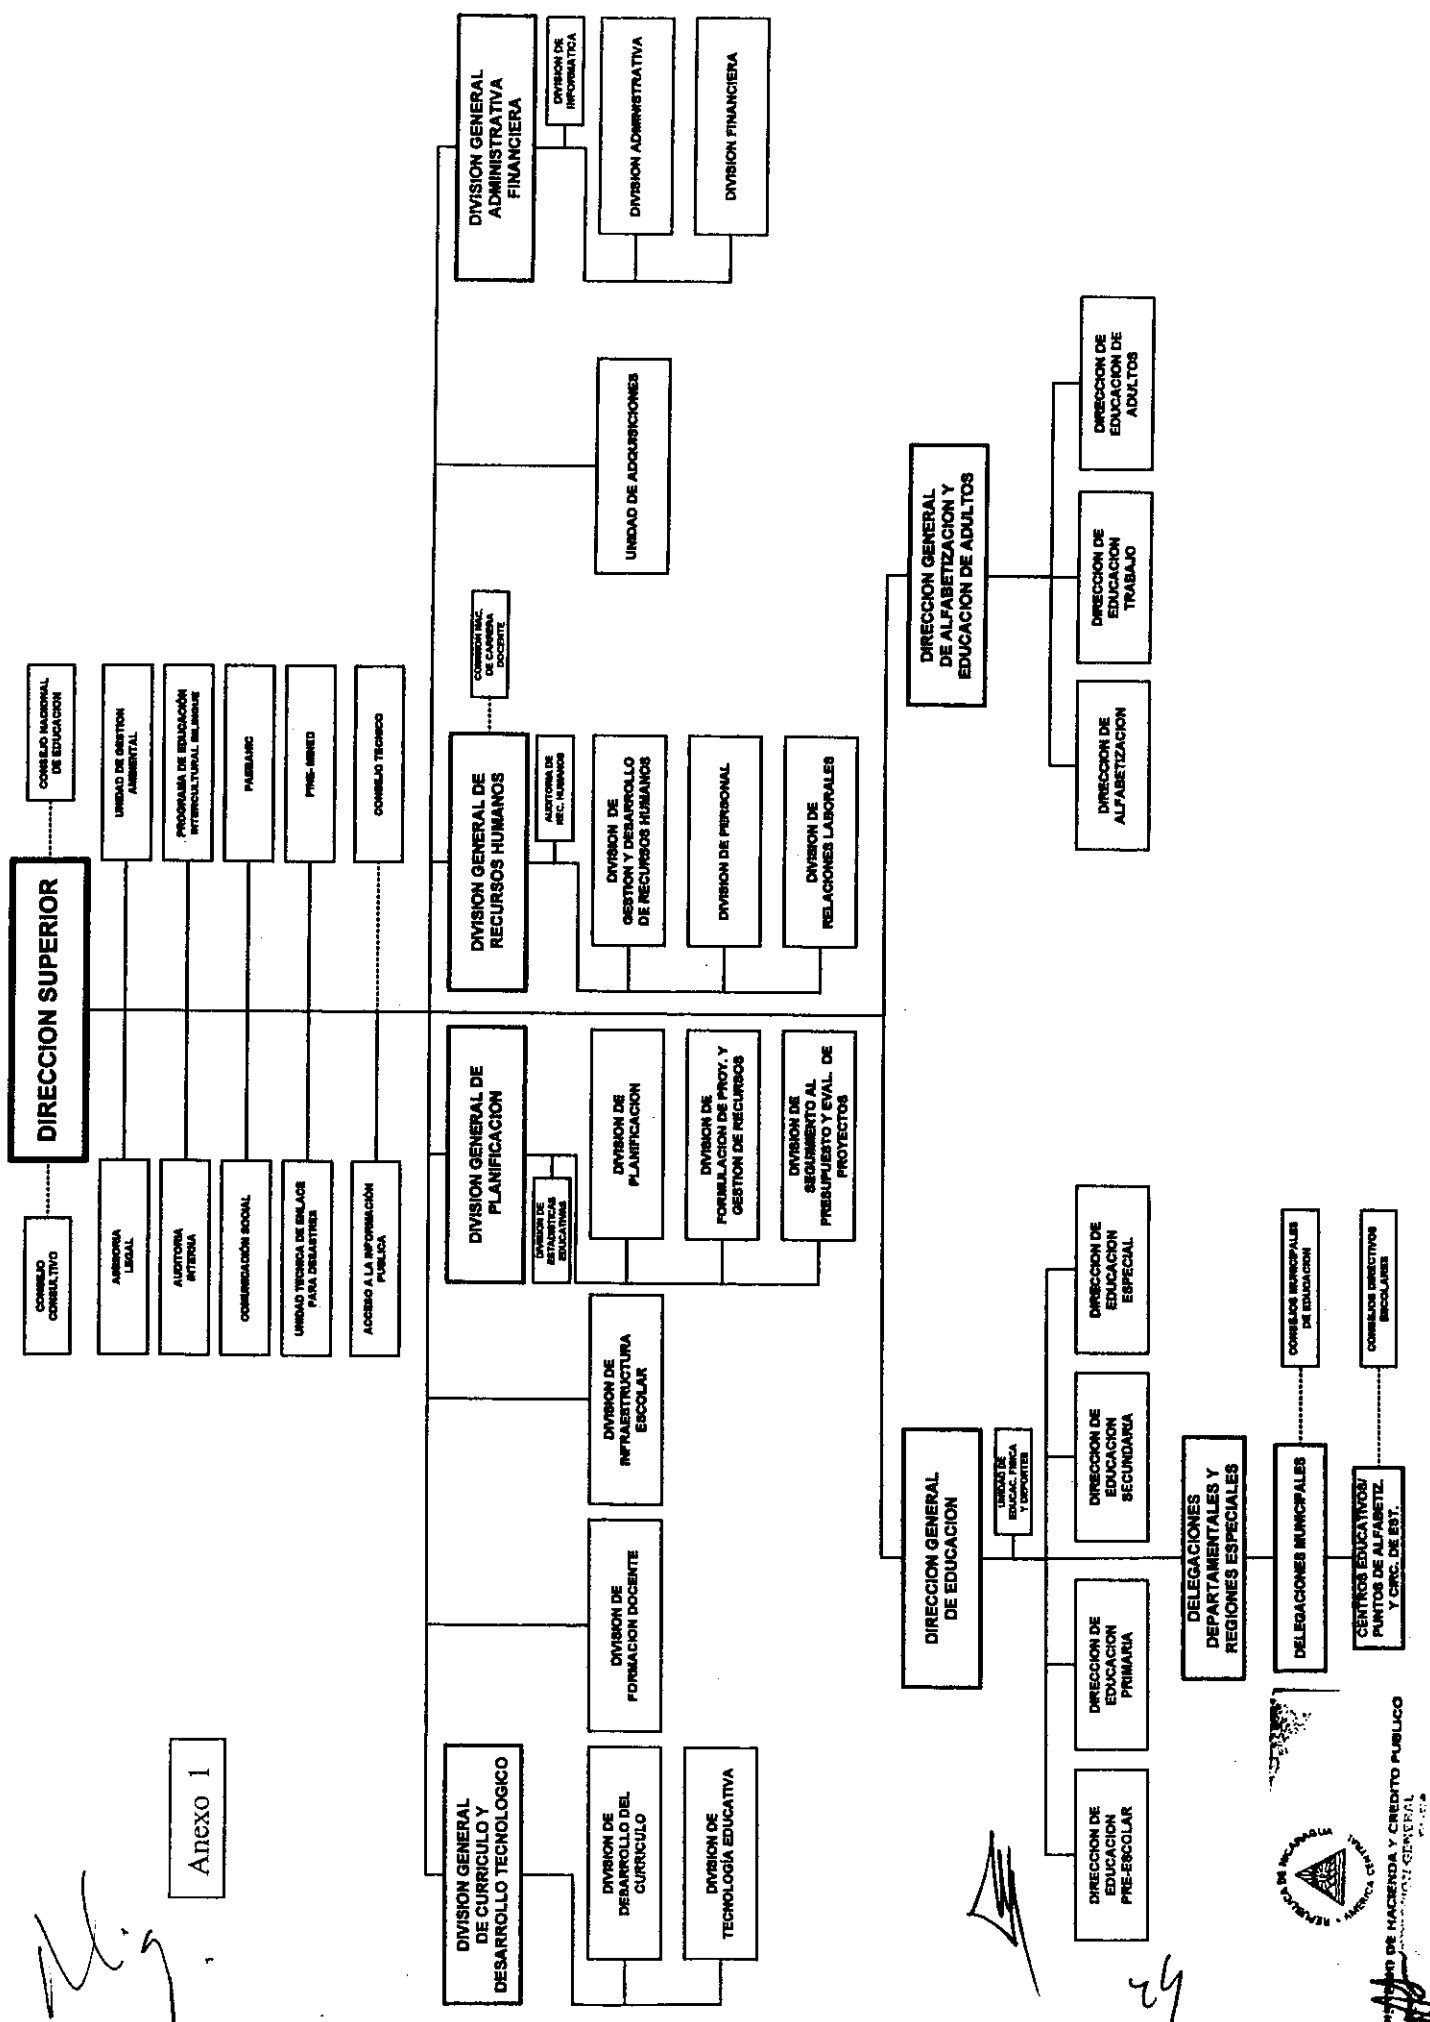 Anexo 1
DIRECCION SUPERIOR
CONSEJO
CONSULTIVO
CONSEJO NACIONAL
DE EDUCACION
ASESORIA
LEGAL
UNIDAD DE GESTION
AMBIENTAL
AUDITORIA
INTERNA
PROGRAMA DE EDUCACIÓN
INTERCULTURAL BILINGUE
COMUNICACIÓN SOCIAL
PASEBANIC
UNIDAD TECNICA DE ENLACE
PARA DESASTRES
PINE- MINED
ACCESO A LA INFORMACIÓN
PUBLICA
CONSEJO TECNICO
DIVISION GENERAL
DE CURRICULO Y
DESARROLLO TECNOLOGICO
DIVISION DE
DESARROLLO DEL
CURRICULO
DIVISION DE
TECNOLOGÍA EDUCATIVA
DIVISION DE
FORMACION DOCENTE
DIVISION DE
INFRAESTRUCTURA
ESCOLAR
DIVISION GENERAL DE
PLANIFICACION
DIVISION DE
ESTADISTICAS
EDUCATIVAS
DIVISION DE
PLANIFICACION
DIVISION DE
FORMULACION DE PROY. Y
GESTION DE RECURSOS
DIVISION DE
SEGUIMIENTO AL
PRESUPUESTO Y EVAL. DE
PROYECTOS
DIVISION GENERAL DE
RECURSOS HUMANOS
COMISION NAC.
DE CARRERA
DOCENTE
AUDITORIA DE
REC. HUMANOS
DIVISION DE
GESTION Y DESARROLLO
DE RECURSOS HUMANOS
DIVISION DE PERSONAL
DIVISION DE
RELACIONES LABORALES
UNIDAD DE ADQUISICIONES
DIVISION GENERAL
ADMINISTRATIVA
FINANCIERA
DIVISION DE
INFORMATICA
DIVISION ADMINISTRATIVA
DIVISION FINANCIERA
DIRECCION GENERAL
DE EDUCACION
UNIDAD DE
EDUCAC. FISICA
Y DEPORTES
DIRECCION DE
EDUCACION
PRE-ESCOLAR
DIRECCION DE
EDUCACION
PRIMARIA
DIRECCION DE
EDUCACION
SECUNDARIA
DIRECCION DE
EDUCACION
ESPECIAL
DELEGACIONES
DEPARTAMENTALES Y
REGIONES ESPECIALES
DELEGACIONES MUNICIPALES
CONSEJOS MUNICIPALES
DE EDUCACION
CENTROS EDUCATIVOS/
PUNTOS DE ALFABETIZ.
Y CIRC. DE EST.
CONSEJOS DIRECTIVOS
ESCOLARES
DIRECCION GENERAL
DE ALFABETIZACION Y
EDUCACION DE ADULTOS
DIRECCION DE
ALFABETIZACION
DIRECCION DE
EDUCACION
TRABAJO
DIRECCION DE
EDUCACION DE
ADULTOS
REPUBLICA DE NICARAGUA
AMERICA CENTRAL
DE HACIENDA Y CREDITO PUBLICO
GENERAL